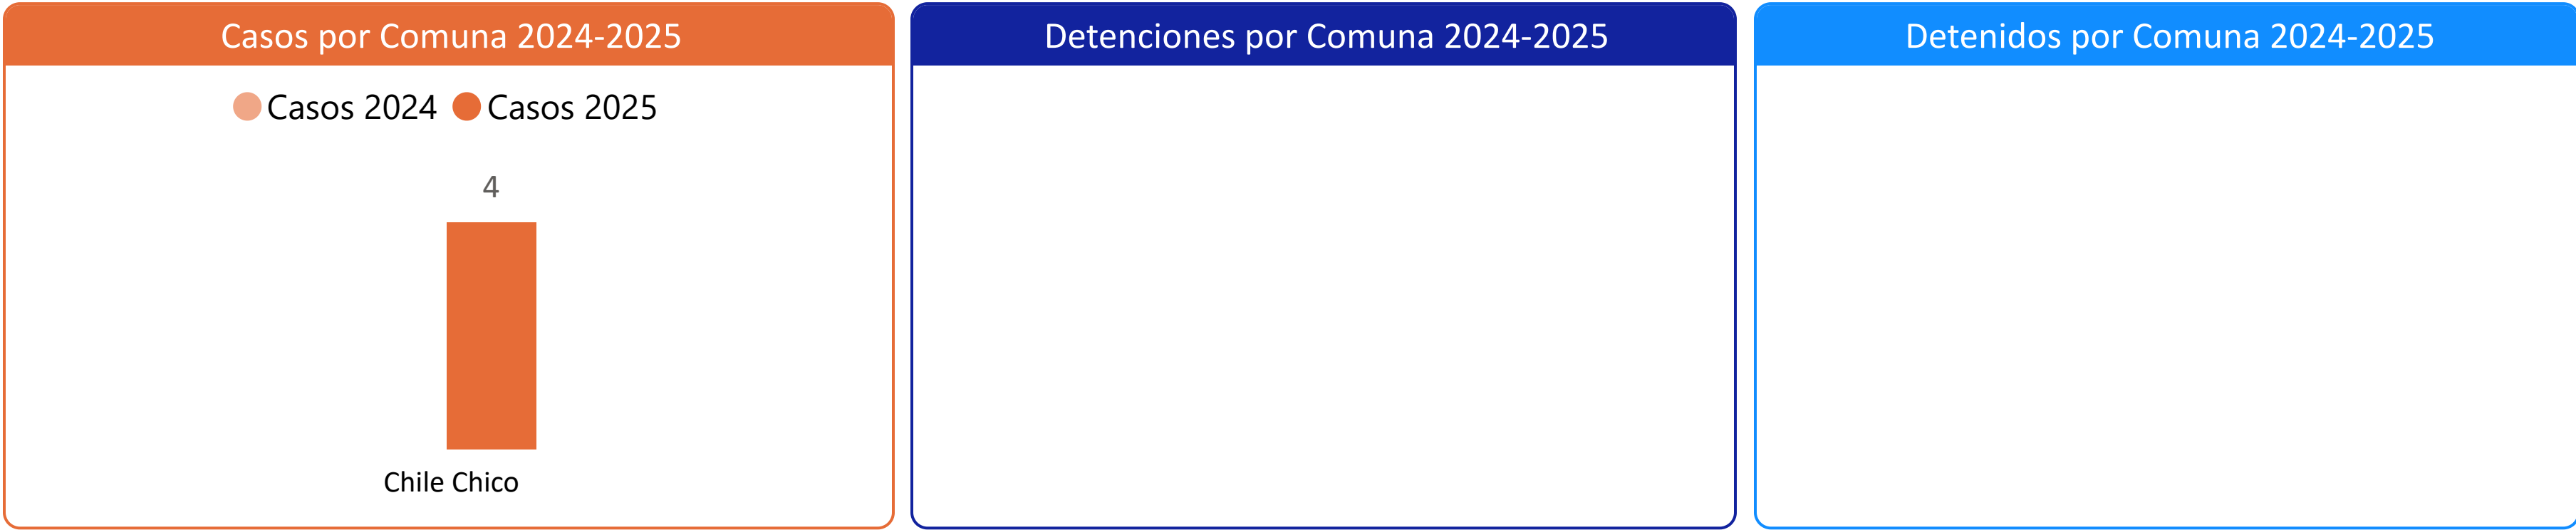 Casos por Comuna 2024-2025
Casos 2024 Casos 2025
4
Chile Chico
Detenciones por Comuna 2024-2025
Detenidos por Comuna 2024-2025